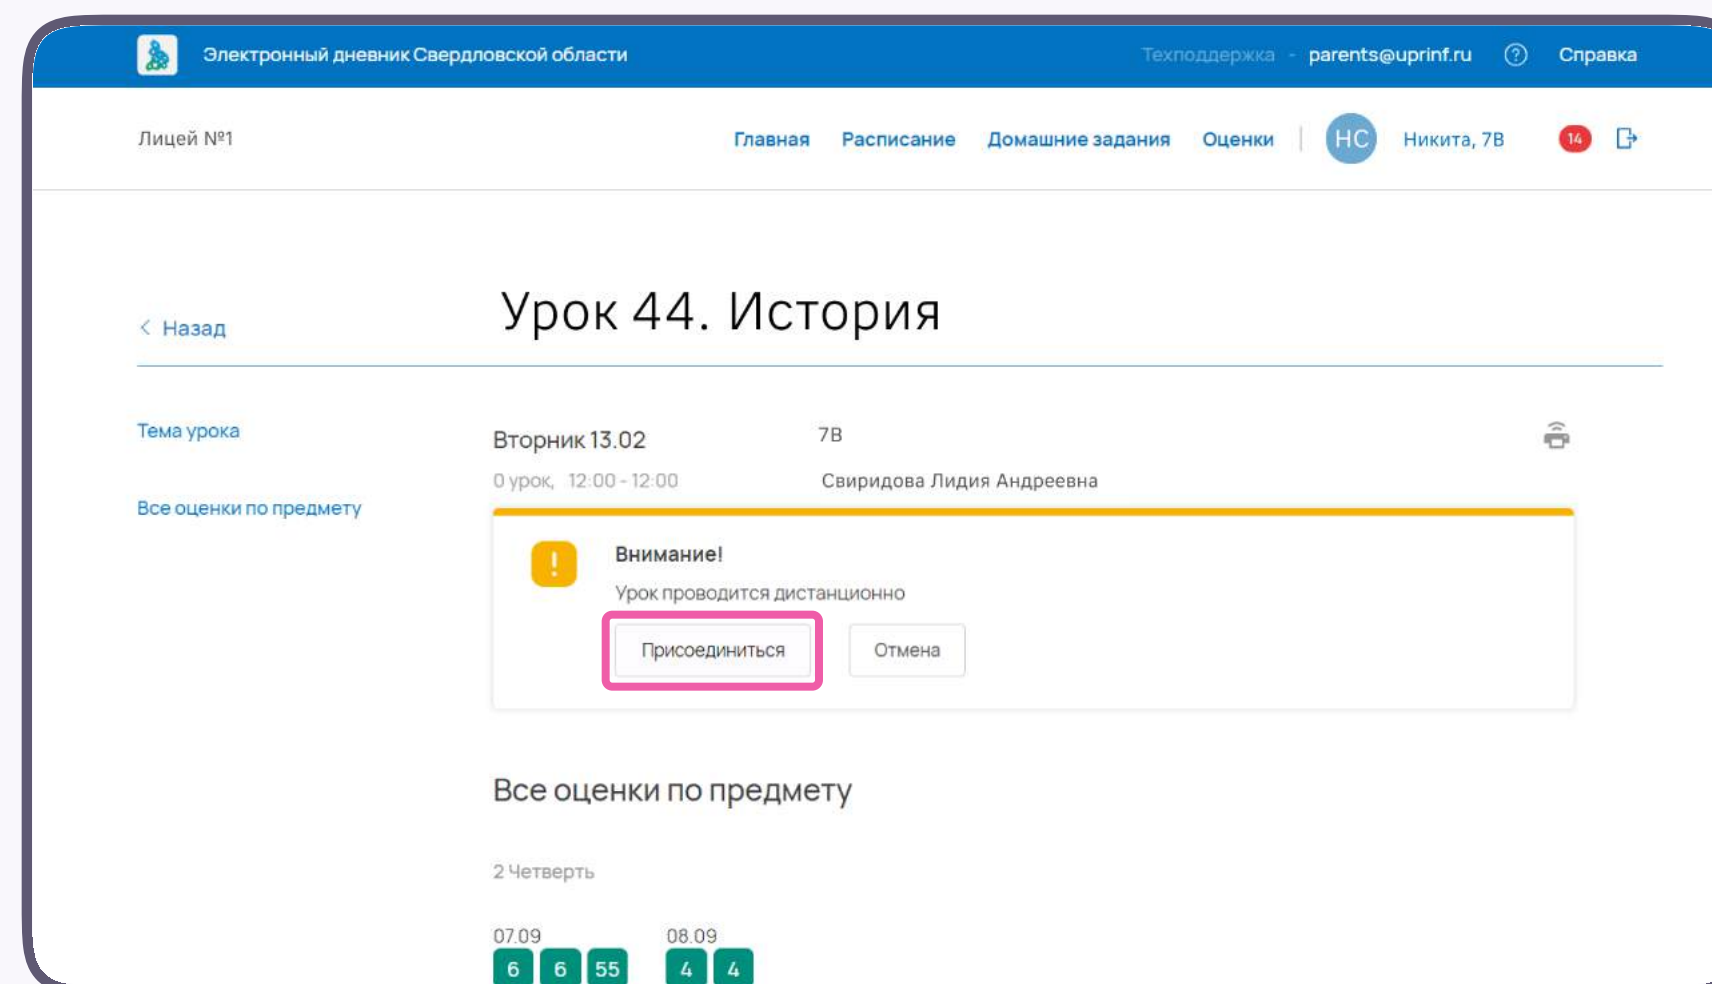 Электронный дневник Свердловской области
Техподдержка - parents@uprinf.ru ? Справка
Лицей №1
Главная Расписание Домашние задания Оценки НС Никита, 7В 14
< Назад
Урок 44. История
Тема урока
Все оценки по предмету
Вторник 13.02 7В
0 урок, 12:00 - 12:00 Свиридова Лидия Андреевна
! Внимание!
Урок проводится дистанционно
Присоединиться Отмена
Все оценки по предмету
2 Четверть
07.09 08.09
6 6 55 4 4